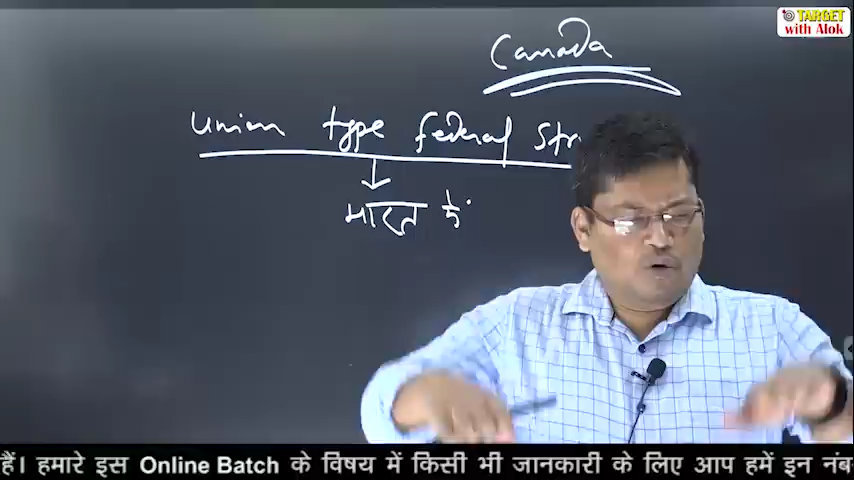 TARGET
with Alok
Canada
Union type federal Str
भारत में
हैं। हमारे इस Online Batch के विषय में किसी भी जानकारी के लिए आप हमें इन नंब